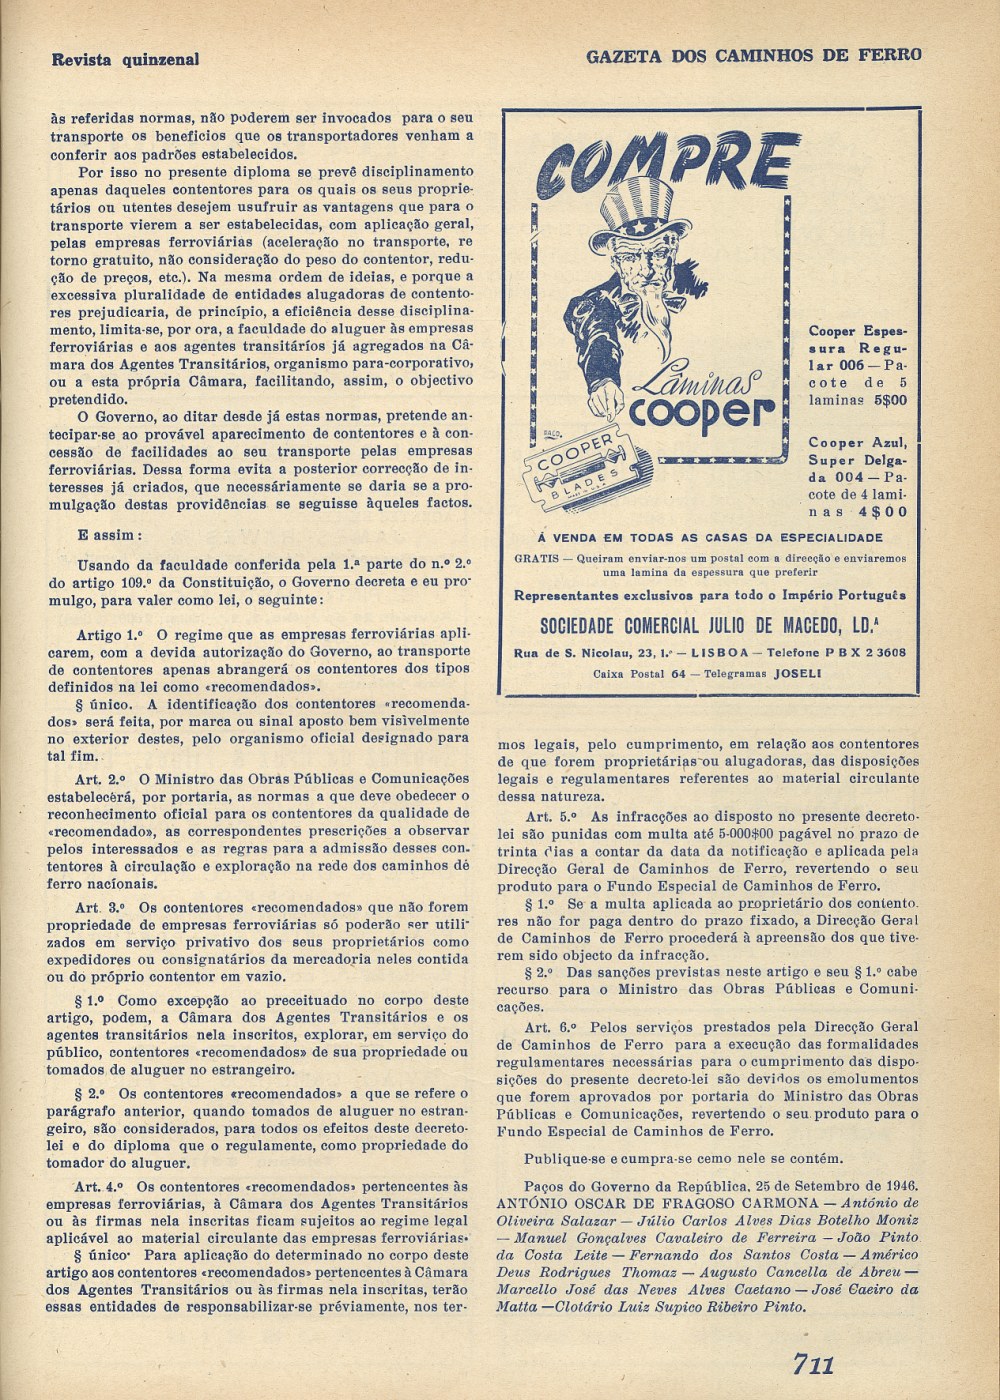 Revista quinzenal
GAZETA DOS CAMINHOS DE FERRO
às referidas normas, não poderem ser invocados para o seu
transporte os beneficios que os transportadores venham a
conferir aos padrões estabelecidos.
Por isso no presente diploma se prevê disciplinamento
apenas daqueles contentores para os quais os seus proprie-
tários ou utentes desejem usufruir as vantagens que para o
transporte vierem a ser estabelecidas, com aplicação geral,
pelas empresas ferroviárias (aceleração no transporte, re
torno gratuito, não consideração do peso do contentor, redu-
ção de preços, etc.). Na mesma ordem de ideias, e porque a
excessiva pluralidade de entidades alugadoras de contento-
res prejudicaria, de princípio, a eficiência desse disciplina-
mento, limita-se, por ora, a faculdade do aluguer às empresas
ferroviárias e aos agentes transitários já agregados na Câ-
mara dos Agentes Transitários, organismo para-corporativo,
ou a esta própria Câmara, facilitando, assim, o objectivo
pretendido.
O Governo, ao ditar desde já estas normas, pretende an-
tecipar-se ao provável aparecimento de contentores e à con-
cessão de facilidades ao seu transporte pelas empresas
ferroviárias. Dessa forma evita a posterior correcção de in-
teresses já criados, que necessáriamente se daria se a pro-
mulgação destas providências se seguisse àqueles factos.
E assim:
Usando da faculdade conferida pela 1.ª parte do n.º 2.º
do artigo 109.º da Constituição, o Governo decreta e eu pro-
mulgo, para valer como lei, o seguinte:
Artigo 1.º O regime que as empresas ferroviárias apli-
carem, com a devida autorização do Governo, ao transporte
de contentores apenas abrangerá os contentores dos tipos
definidos na lei como «recomendados».
§ único. A identificação dos contentores «recomenda-
dos» será feita, por marca ou sinal aposto bem visìvelmente
no exterior destes, pelo organismo oficial designado para
tal fim.
Art. 2.º O Ministro das Obras Públicas e Comunicações
estabelecerá, por portaria, as normas a que deve obedecer o
reconhecimento oficial para os contentores da qualidade de
«recomendado», as correspondentes prescrições a observar
pelos interessados e as regras para a admissão desses con-
tentores à circulação e exploração na rede dos caminhos de
ferro nacionais.
Art. 3.º Os contentores «recomendados» que não forem
propriedade de empresas ferroviárias só poderão ser utili-
zados em serviço privativo dos seus proprietários como
expedidores ou consignatários da mercadoria neles contida
ou do próprio contentor em vazio.
§ 1.º Como excepção ao preceituado no corpo deste
artigo, podem, a Câmara dos Agentes Transitários e os
agentes transitários nela inscritos, explorar, em serviço do
público, contentores «recomendados» de sua propriedade ou
tomados de aluguer no estrangeiro.
§ 2.º Os contentores «recomendados» a que se refere o
parágrafo anterior, quando tomados de aluguer no estran-
geiro, são considerados, para todos os efeitos deste decreto-
lei e do diploma que o regulamente, como propriedade do
tomador do aluguer.
Art. 4.º Os contentores «recomendados» pertencentes às
empresas ferroviárias, à Câmara dos Agentes Transitários
ou às firmas nela inscritas ficam sujeitos ao regime legal
aplicável ao material circulante das empresas ferroviárias.
§ único· Para aplicação do determinado no corpo deste
artigo aos contentores «recomendados» pertencentes à Câmara
dos Agentes Transitários ou às firmas nela inscritas, terão
essas entidades de responsabilizar-se préviamente, nos ter-
COMPRE
Lâminas
cooper
COOPER
BLADES
Cooper Espes-
sura Regu-
lar 006 — Pa-
cote de 5
laminas 5$00
Cooper Azul,
Super Delga-
da 004 — Pa-
cote de 4 lami-
nas 4$00
Á VENDA EM TODAS AS CASAS DA ESPECIALIDADE
GRATIS — Queiram enviar-nos um postal com a direcção e enviaremos
uma lamina da espessura que preferir
Representantes exclusivos para todo o Império Português
SOCIEDADE COMERCIAL JULIO DE MACEDO, LD.ª
Rua de S. Nicolau, 23, 1.º — LISBOA — Telefone P B X 2 3608
Caixa Postal 64 — Telegramas JOSELI
mos legais, pelo cumprimento, em relação aos contentores
de que forem proprietárias ou alugadoras, das disposições
legais e regulamentares referentes ao material circulante
dessa natureza.
Art. 5.º As infracções ao disposto no presente decreto-
lei são punidas com multa até 5-000$00 pagável no prazo de
trinta dias a contar da data da notificação e aplicada pela
Direcção Geral de Caminhos de Ferro, revertendo o seu
produto para o Fundo Especial de Caminhos de Ferro.
§ 1.º Se a multa aplicada ao proprietário dos contento.
res não for paga dentro do prazo fixado, a Direcção Geral
de Caminhos de Ferro procederá à apreensão dos que tive-
rem sido objecto da infracção.
§ 2.º Das sanções previstas neste artigo e seu § 1.º cabe
recurso para o Ministro das Obras Públicas e Comuni-
cações.
Art. 6.º Pelos serviços prestados pela Direcção Geral
de Caminhos de Ferro para a execução das formalidades
regulamentares necessárias para o cumprimento das dispo-
sições do presente decreto-lei são devidos os emolumentos
que forem aprovados por portaria do Ministro das Obras
Públicas e Comunicações, revertendo o seu produto para o
Fundo Especial de Caminhos de Ferro.
Publique-se e cumpra-se cemo nele se contém.
Paços do Governo da República, 25 de Setembro de 1946.
ANTÓNIO OSCAR DE FRAGOSO CARMONA — António de
Oliveira Salazar — Júlio Carlos Alves Dias Botelho Moniz
— Manuel Gonçalves Cavaleiro de Ferreira — João Pinto
da Costa Leite — Fernando dos Santos Costa — Américo
Deus Rodrigues Thomaz — Augusto Cancella de Abreu —
Marcello José das Neves Alves Caetano — José Caeiro da
Matta — Clotário Luiz Supico Ribeiro Pinto.
711